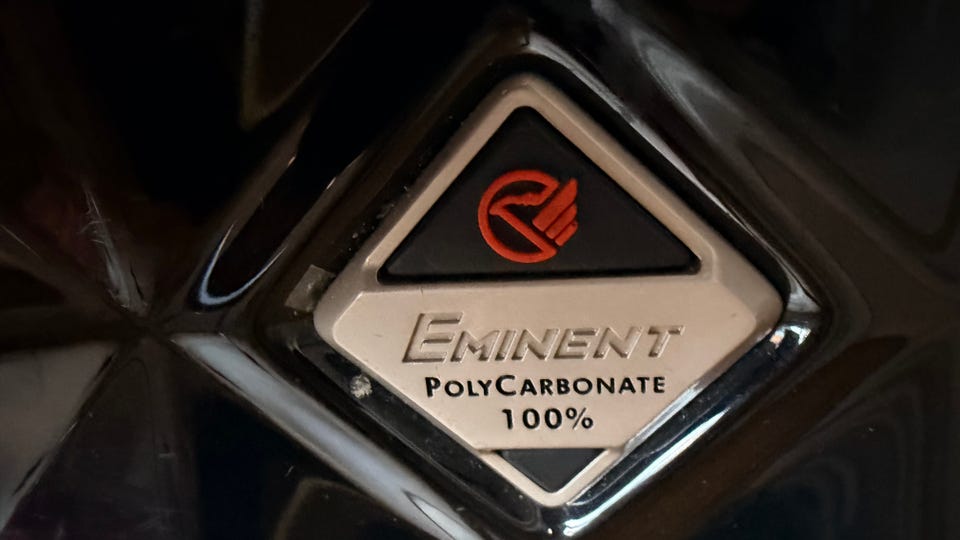 EMINENT
POLYCARBONATE
100%